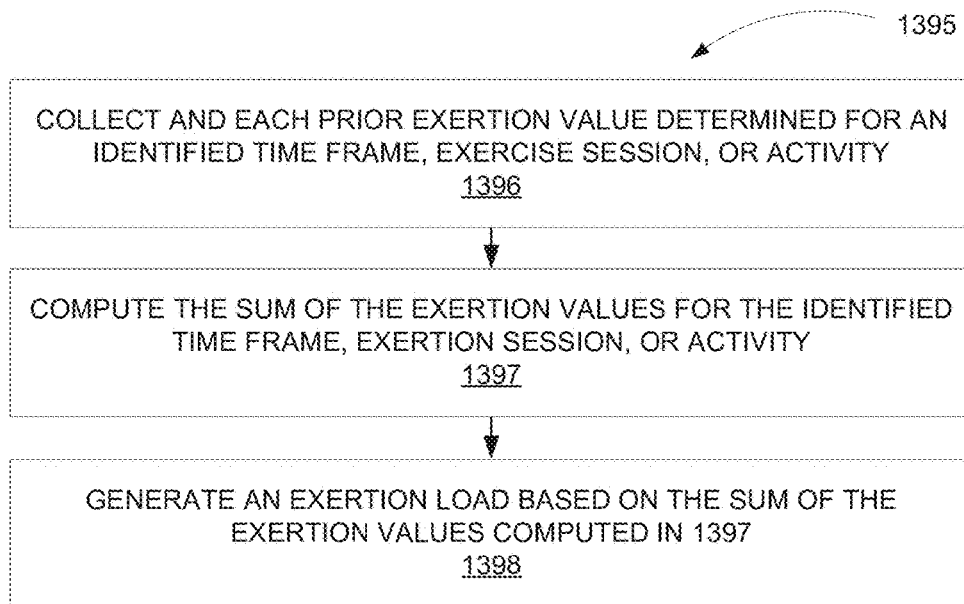 1395
COLLECT AND EACH PRIOR EXERTION VALUE DETERMINED FOR AN
IDENTIFIED TIME FRAME, EXERCISE SESSION, OR ACTIVITY
1396
COMPUTE THE SUM OF THE EXERTION VALUES FOR THE IDENTIFIED
TIME FRAME, EXERTION SESSION, OR ACTIVITY
1397
GENERATE AN EXERTION LOAD BASED ON THE SUM OF THE
EXERTION VALUES COMPUTED IN 1397
1398